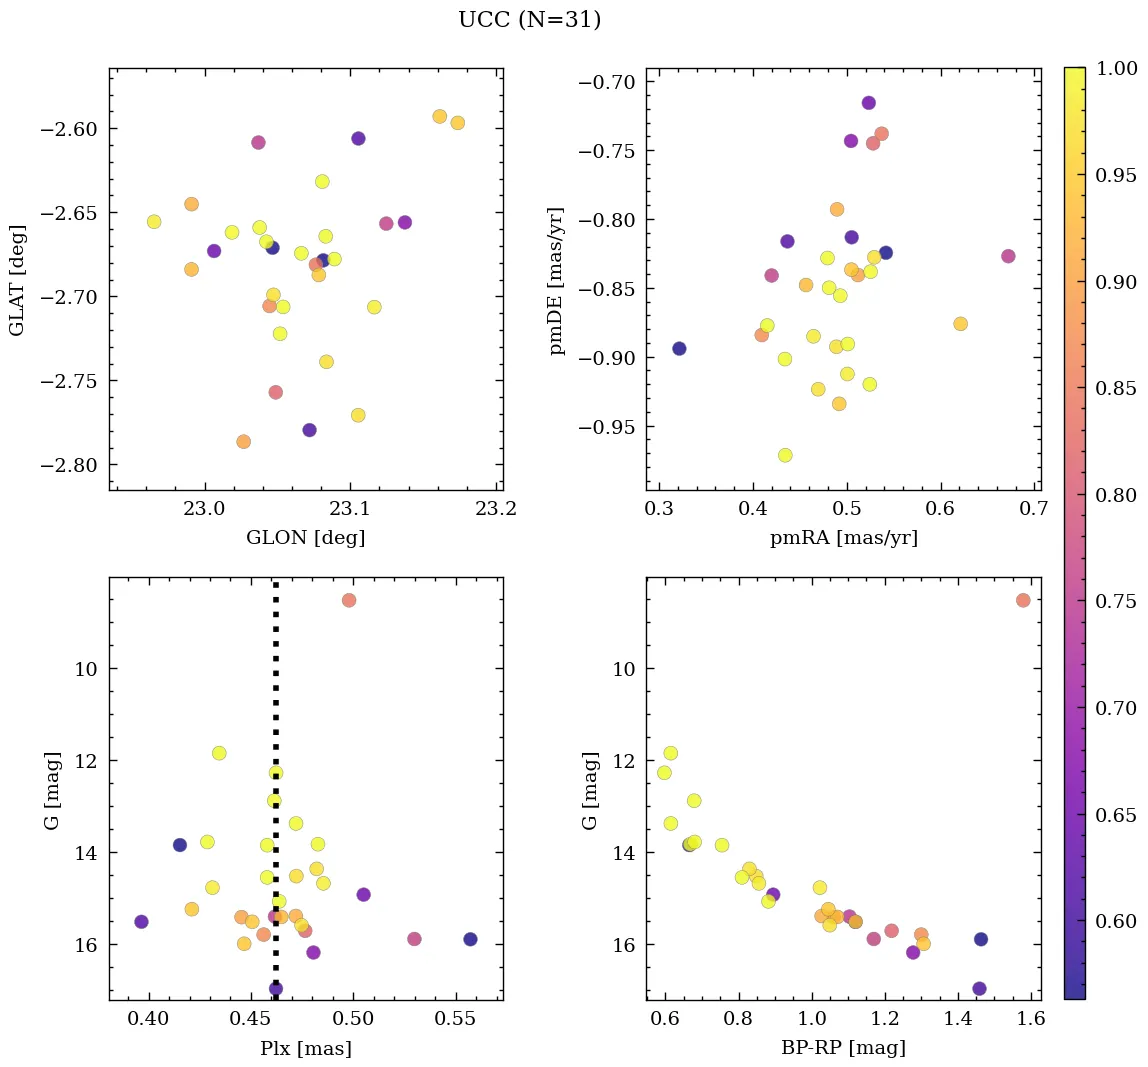 UCC (N=31)
−2.60
−2.65
−2.70
−2.75
−2.80
GLAT [deg]
23.0 23.1 23.2
GLON [deg]
−0.70
−0.75
−0.80
−0.85
−0.90
−0.95
pmDE [mas/yr]
0.3 0.4 0.5 0.6 0.7
pmRA [mas/yr]
10
12
14
16
G [mag]
0.40 0.45 0.50 0.55
Plx [mas]
10
12
14
16
G [mag]
0.6 0.8 1.0 1.2 1.4 1.6
BP-RP [mag]
1.00
0.95
0.90
0.85
0.80
0.75
0.70
0.65
0.60